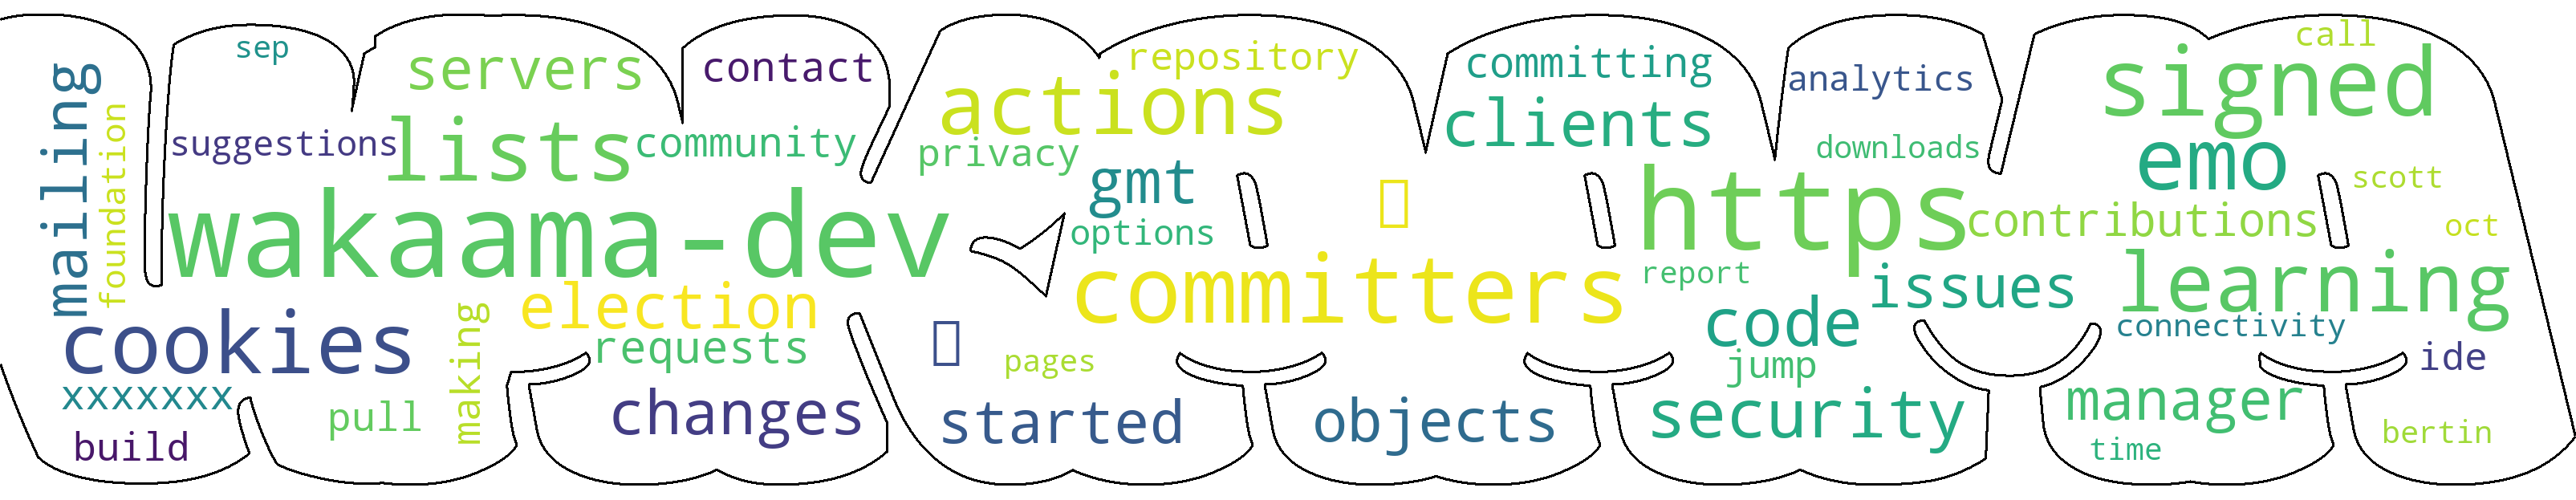 sep
servers
contact
mailing
foundation
suggestions
lists
community
wakaama-dev
cookies
election
making
requests
xxxxxxx
pull
changes
build
repository
actions
privacy
gmt
options
committers
pages
started
objects
committing
clients
analytics
downloads
https
report
issues
code
jump
security
call
signed
emo
scott
contributions
oct
learning
connectivity
ide
manager
bertin
time